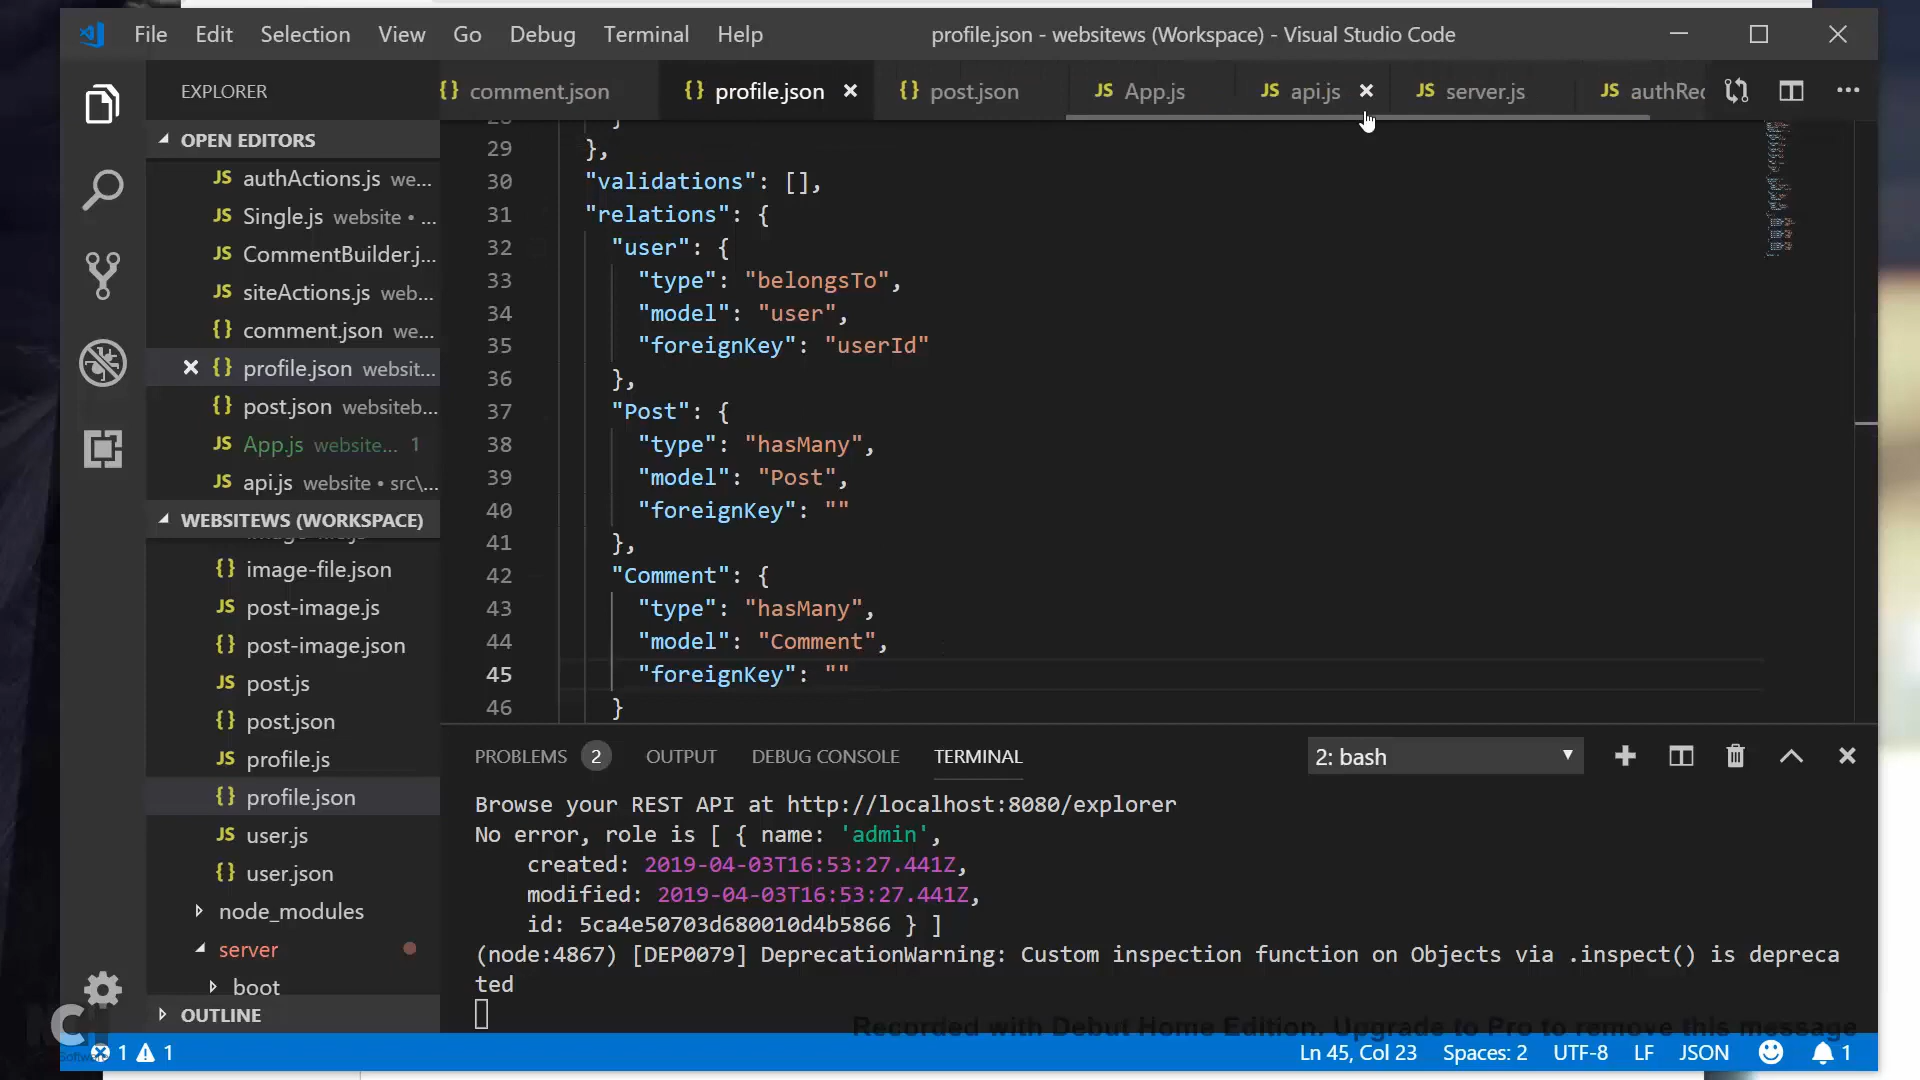 File Edit Selection View Go Debug Terminal Help profile.json - websitews (Workspace) - Visual Studio Code
EXPLORER
{} comment.json {} profile.json {} post.json JS App.js JS api.js JS server.js JS authRec
OPEN EDITORS
JS authActions.js we...
JS Single.js website • ...
JS CommentBuilder.j...
JS siteActions.js web...
{} comment.json we...
{} profile.json websit...
{} post.json websiteb...
JS App.js website... 1
JS api.js website • src\...
WEBSITEWS (WORKSPACE)
{} image-file.json
JS post-image.js
{} post-image.json
JS post.js
{} post.json
JS profile.js
{} profile.json
JS user.js
{} user.json
node_modules
server
boot
OUTLINE
28 }
29 },
30 "validations": [],
31 "relations": {
32 "user": {
33 "type": "belongsTo",
34 "model": "user",
35 "foreignKey": "userId"
36 },
37 "Post": {
38 "type": "hasMany",
39 "model": "Post",
40 "foreignKey": ""
41 },
42 "Comment": {
43 "type": "hasMany",
44 "model": "Comment",
45 "foreignKey": ""
46 }
PROBLEMS 2 OUTPUT DEBUG CONSOLE TERMINAL 2: bash
Browse your REST API at http://localhost:8080/explorer
No error, role is [ { name: 'admin',
created: 2019-04-03T16:53:27.441Z,
modified: 2019-04-03T16:53:27.441Z,
id: 5ca4e50703d680010d4b5866 } ]
(node:4867) [DEP0079] DeprecationWarning: Custom inspection function on Objects via .inspect() is depreca
ted
Recorded with Debut Home Edition. Upgrade to Pro to remove this message
NCH
Software
1 1 Ln 45, Col 23 Spaces: 2 UTF-8 LF JSON 1